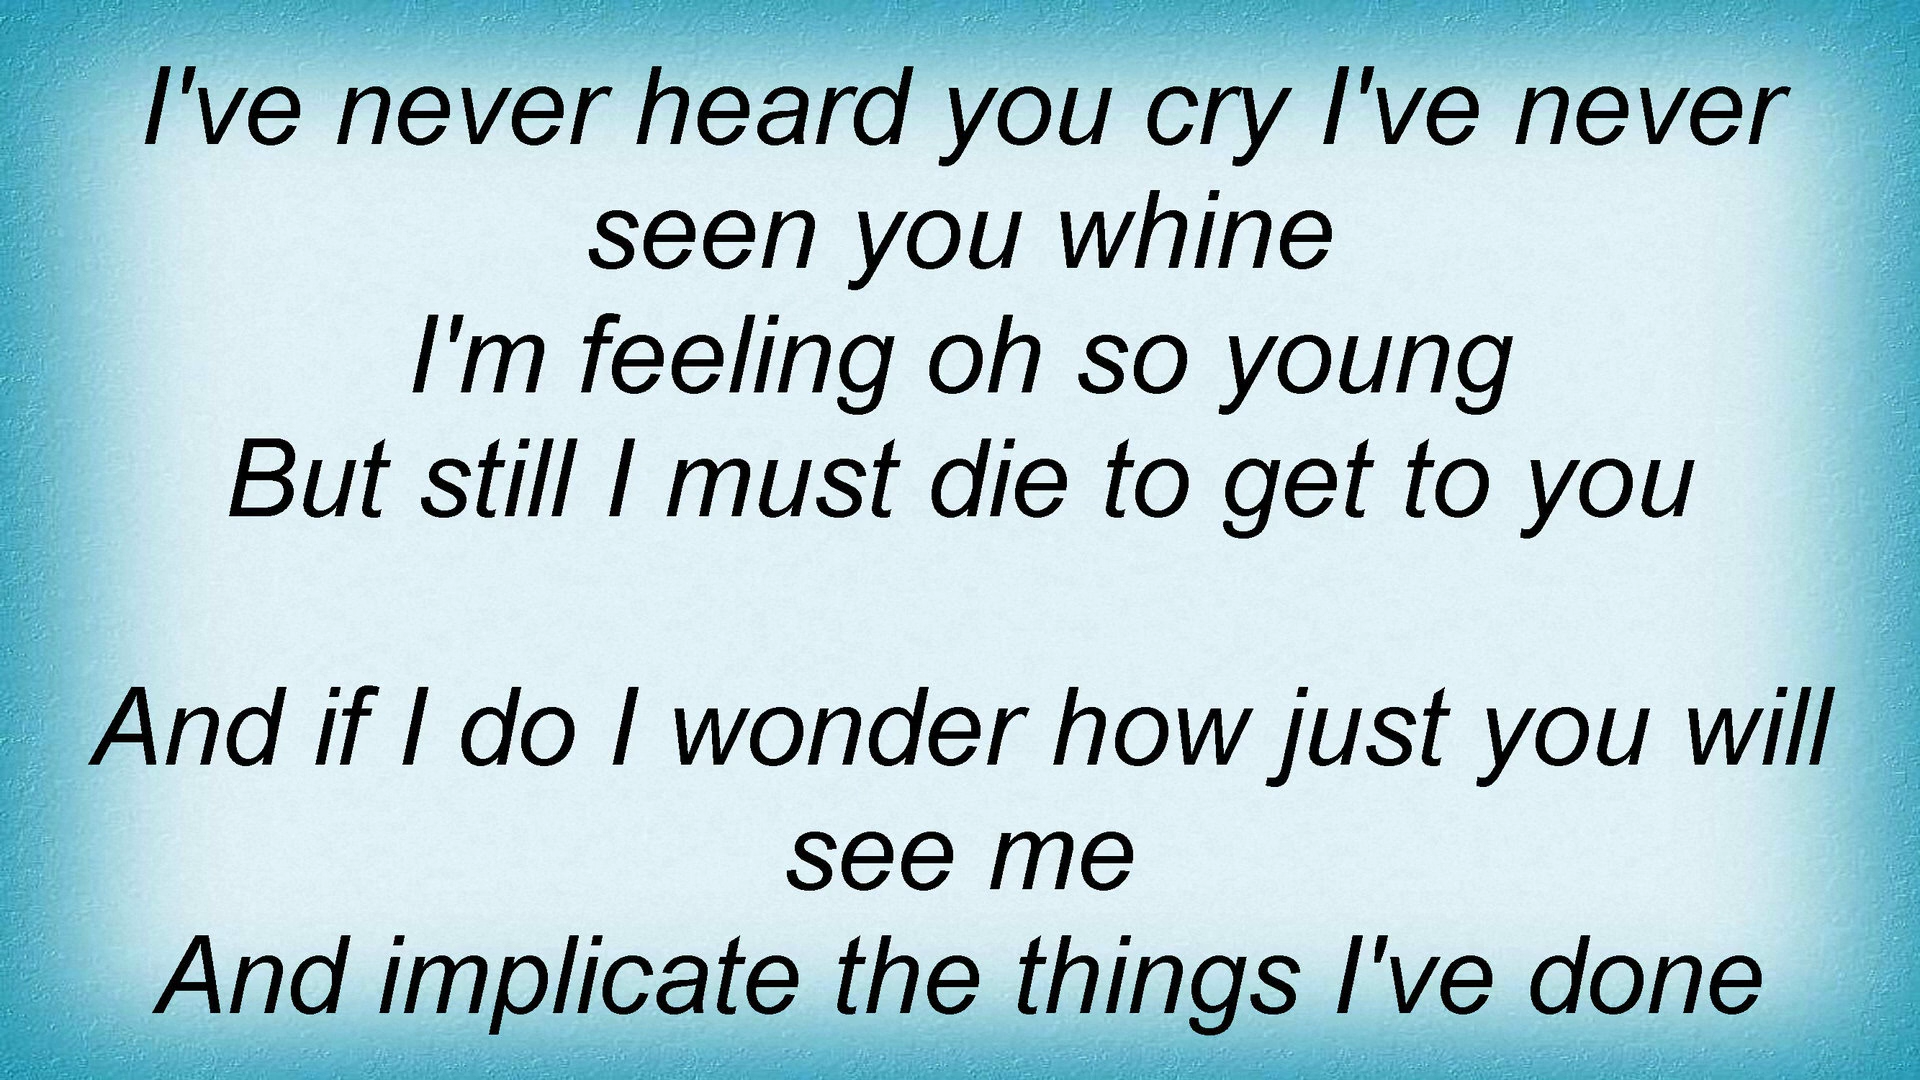 I've never heard you cry I've never
seen you whine
I'm feeling oh so young
But still I must die to get to you
And if I do I wonder how just you will
see me
And implicate the things I've done